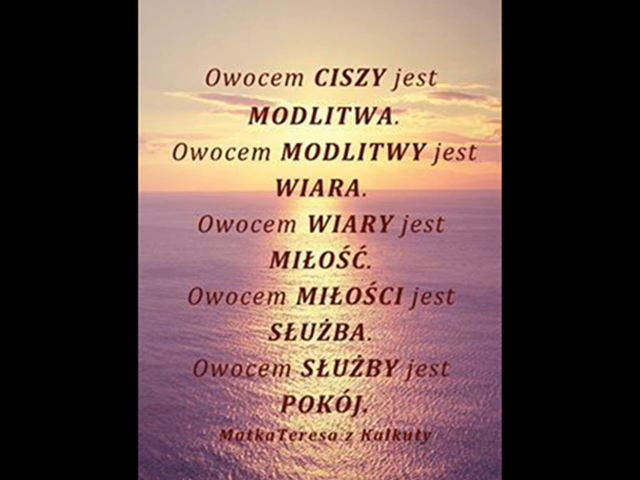 Owocem CISZY jest
MODLITWA.
Owocem MODLITWY jest
WIARA.
Owocem WIARY jest
MIŁOŚĆ.
Owocem MIŁOŚCI jest
SŁUŻBA.
Owocem SŁUŻBY jest
POKÓJ.
MatkaTeresa z Kalkuty